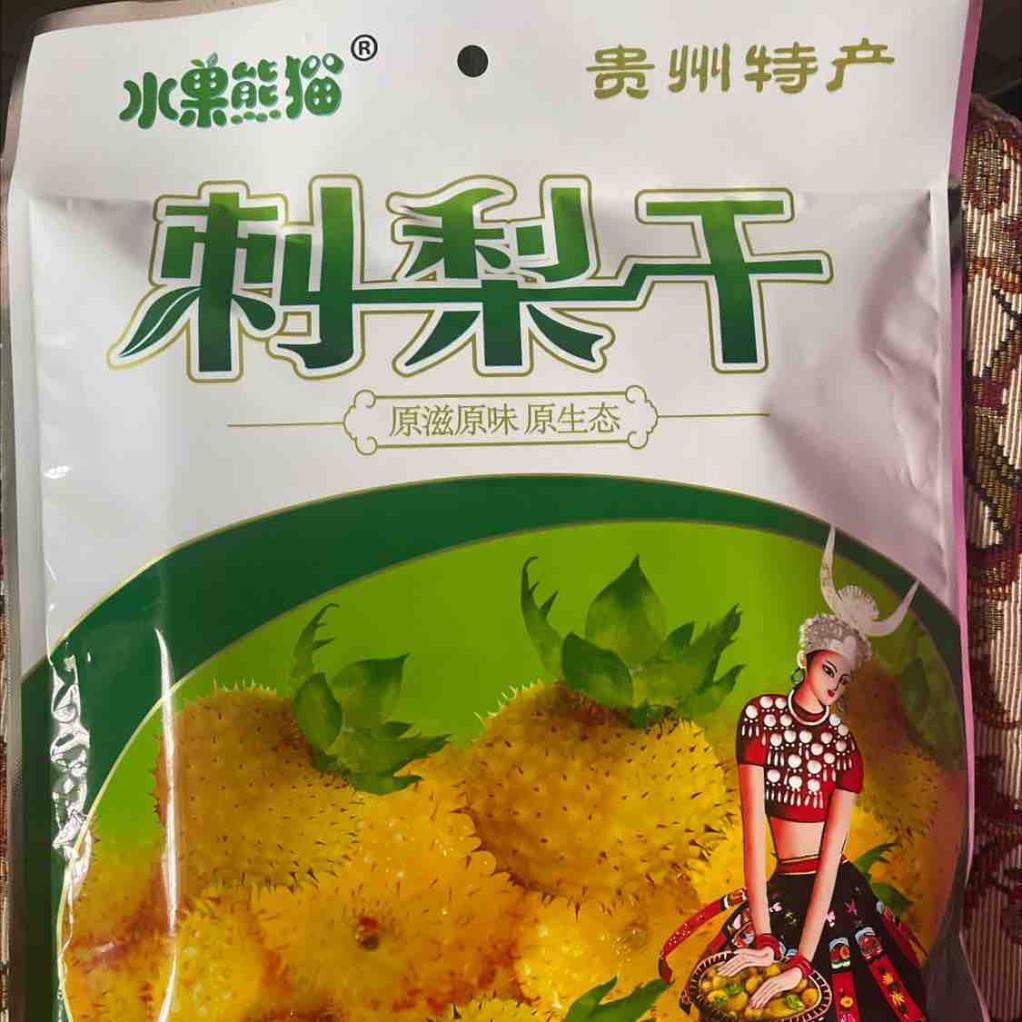 水果熊猫®
贵州特产
刺梨干
原滋原味 原生态